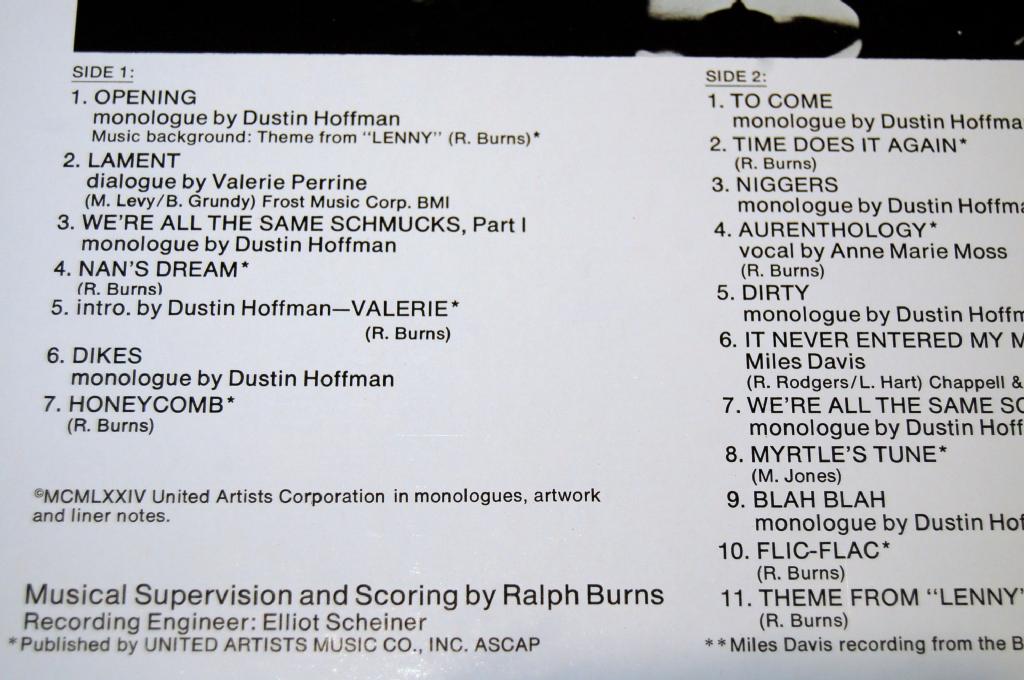 SIDE 1:
1. OPENING
monologue by Dustin Hoffman
Music background: Theme from "LENNY" (R. Burns)*
2. LAMENT
dialogue by Valerie Perrine
(M. Levy/B. Grundy) Frost Music Corp. BMI
3. WE'RE ALL THE SAME SCHMUCKS, Part I
monologue by Dustin Hoffman
4. NAN'S DREAM*
(R. Burns)
5. intro. by Dustin Hoffman—VALERIE*
(R. Burns)
6. DIKES
monologue by Dustin Hoffman
7. HONEYCOMB*
(R. Burns)
©MCMLXXIV United Artists Corporation in monologues, artwork
and liner notes.
Musical Supervision and Scoring by Ralph Burns
Recording Engineer: Elliot Scheiner
*Published by UNITED ARTISTS MUSIC CO., INC. ASCAP
SIDE 2:
1. TO COME
monologue by Dustin Hoffma
2. TIME DOES IT AGAIN*
(R. Burns)
3. NIGGERS
monologue by Dustin Hoffma
4. AURENTHOLOGY*
vocal by Anne Marie Moss
(R. Burns)
5. DIRTY
monologue by Dustin Hoffm
6. IT NEVER ENTERED MY M
Miles Davis
(R. Rodgers/L. Hart) Chappell &
7. WE'RE ALL THE SAME SC
monologue by Dustin Hoff
8. MYRTLE'S TUNE*
(M. Jones)
9. BLAH BLAH
monologue by Dustin Hof
10. FLIC-FLAC*
(R. Burns)
11. THEME FROM "LENNY"
(R. Burns)
**Miles Davis recording from the B